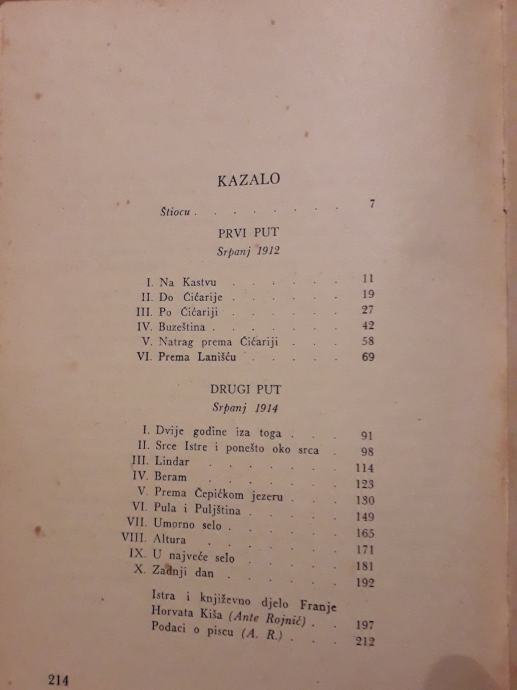 KAZALO
Štiocu . . . . . . . . 7
PRVI PUT
Srpanj 1912
I. Na Kastvu . . . . . . 11
II. Do Ćićarije . . . . . . 19
III. Po Ćićariji . . . . . . 27
IV. Buzeština . . . . . . . 42
V. Natrag prema Ćićariji . . . 58
VI. Prema Lanišću . . . . . 69
DRUGI PUT
Srpanj 1914
I. Dvije godine iza toga . . . 91
II. Srce Istre i ponešto oko srca . 98
III. Lindar . . . . . . . 114
IV. Beram . . . . . . . 123
V. Prema Čepićkom jezeru . . . 130
VI. Pula i Puljština . . . . . 149
VII. Umorno selo . . . . . . 165
VIII. Altura . . . . . . . 171
IX. U najveće selo . . . . . 181
X. Zadnji dan . . . . . . 192
Istra i književno djelo Franje
Horvata Kiša (Ante Rojnić) . . 197
Podaci o piscu (A. R.) . . . 212
214